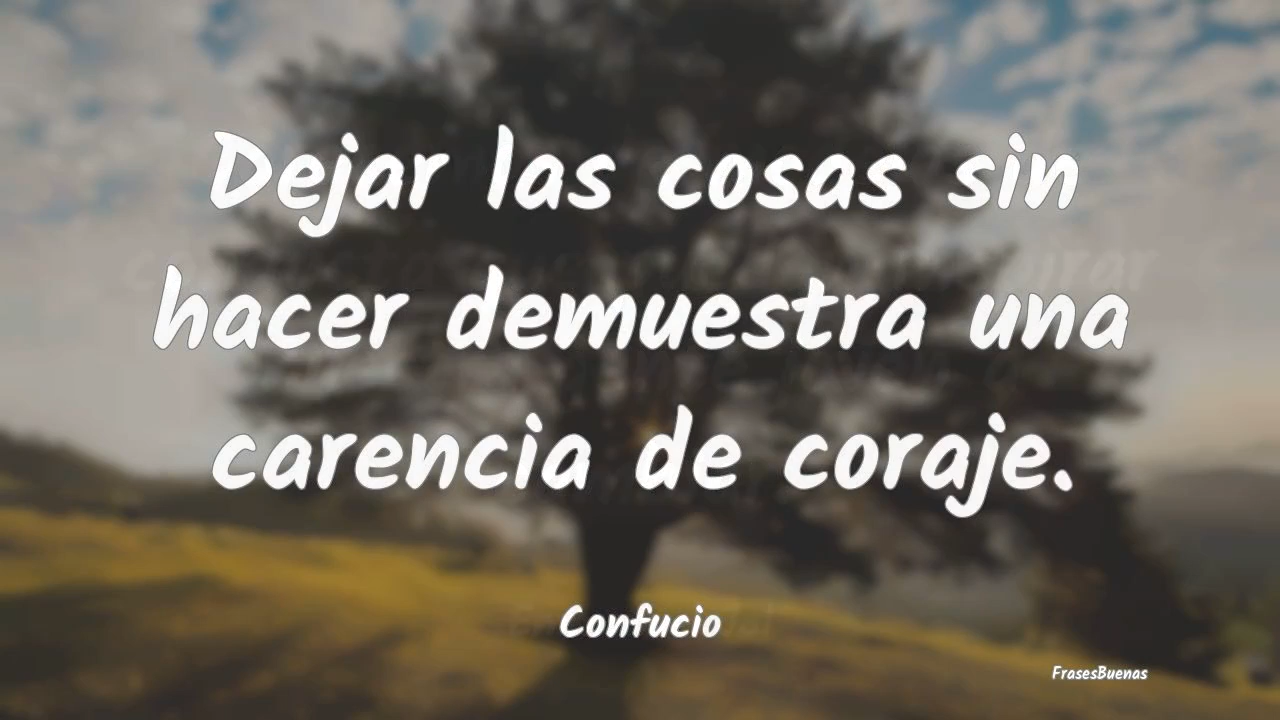 Dejar las cosas sin
hacer demuestra una
carencia de coraje.
Confucio
FrasesBuenas